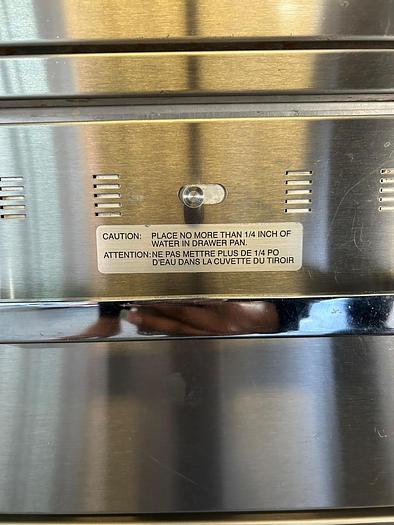 CAUTION: PLACE NO MORE THAN 1/4 INCH OF
WATER IN DRAWER PAN.
ATTENTION: NE PAS METTRE PLUS DE 1/4 PO
D'EAU DANS LA CUVETTE DU TIROIR